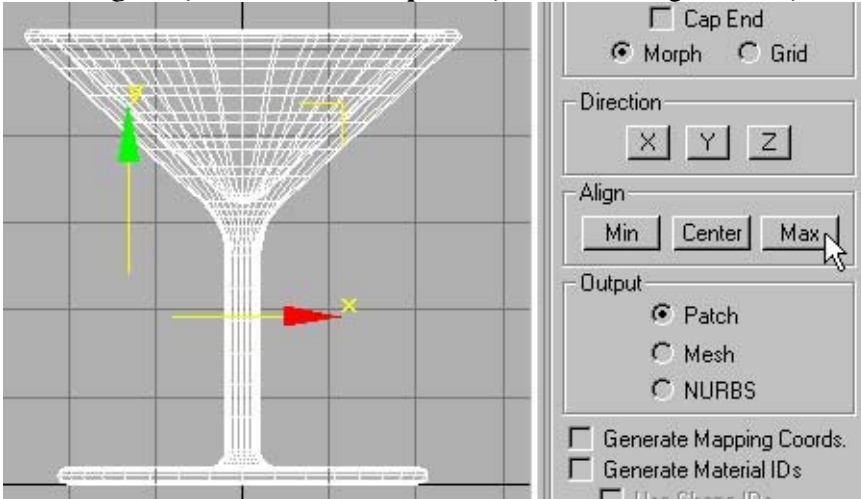 Cap End
Morph Grid
Direction
X Y Z
Align
Min Center Max
Output
Patch
Mesh
NURBS
Generate Mapping Coords.
Generate Material IDs
y
x